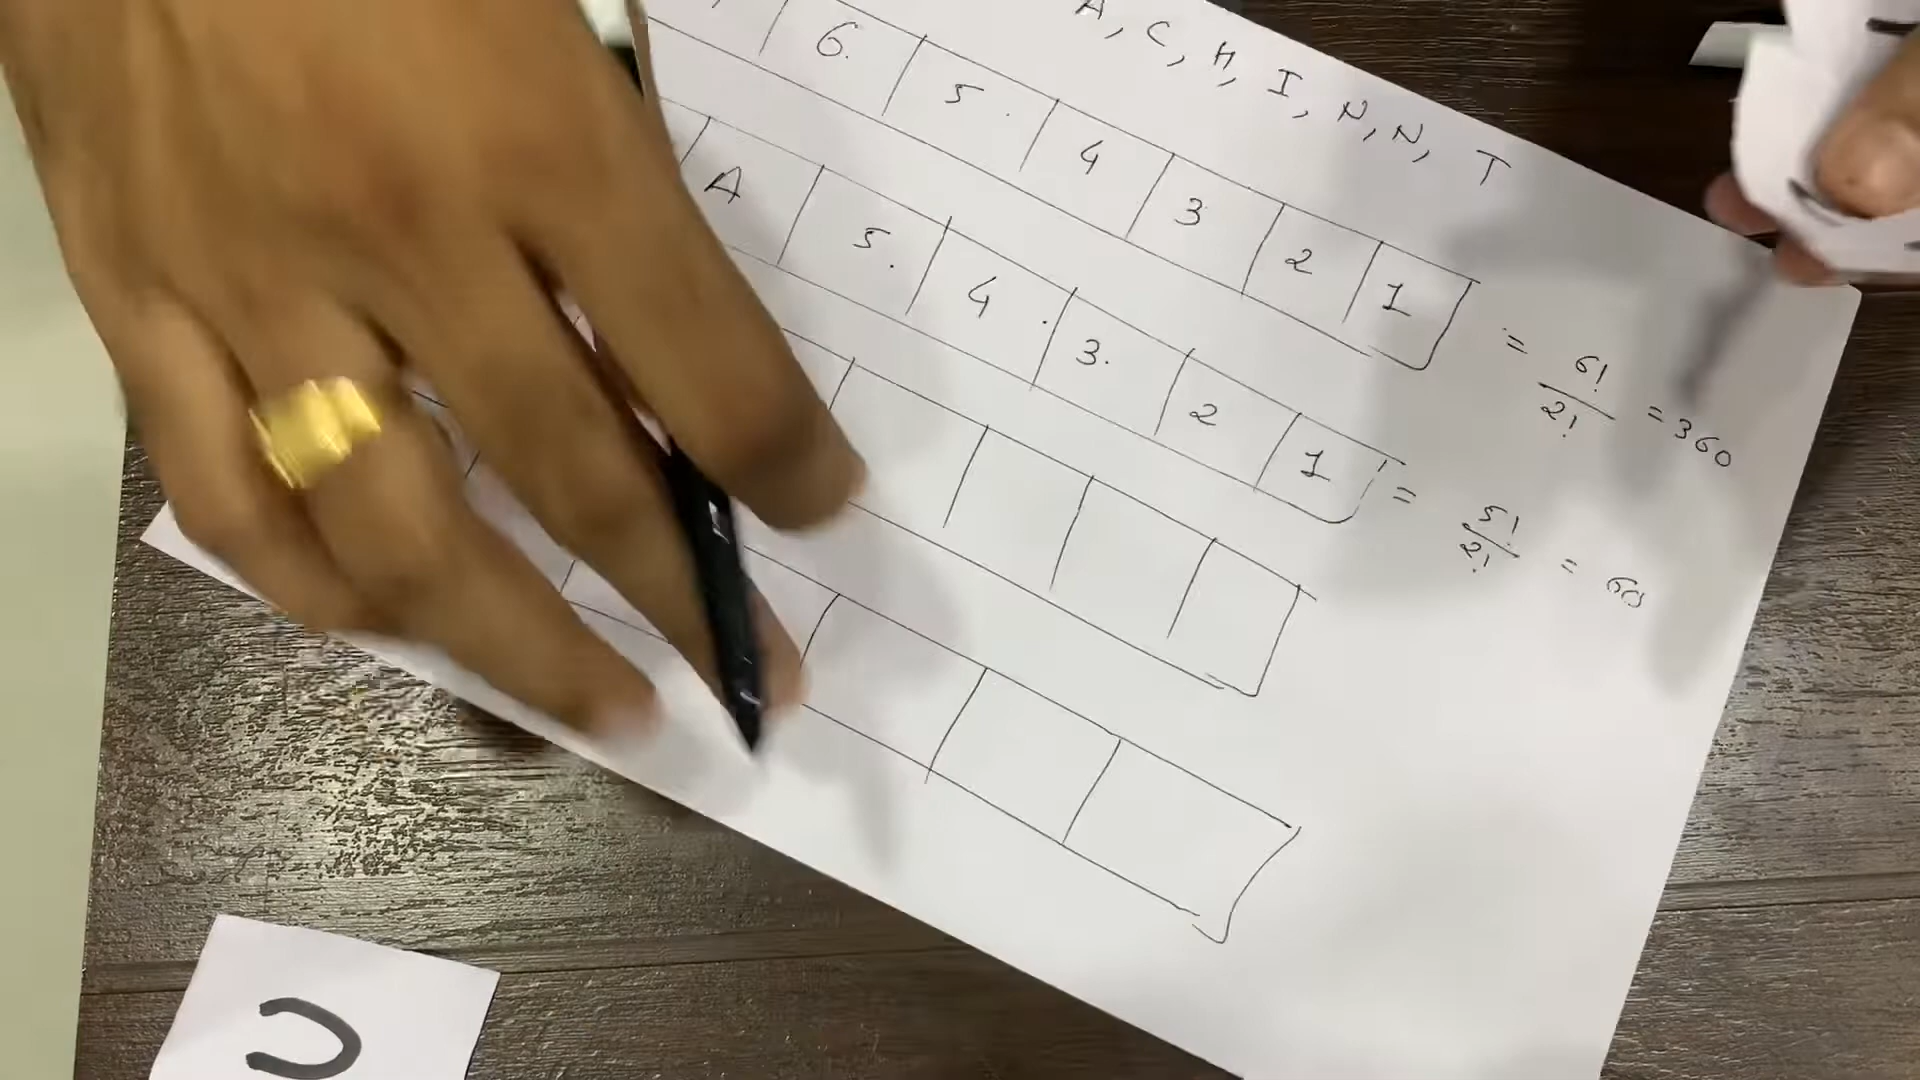 A, C, H, I, N, N, T
6. 5. 4 3 2 1 = 6!/2! = 360
A 5. 4. 3. 2 1 = 5!/2! = 60